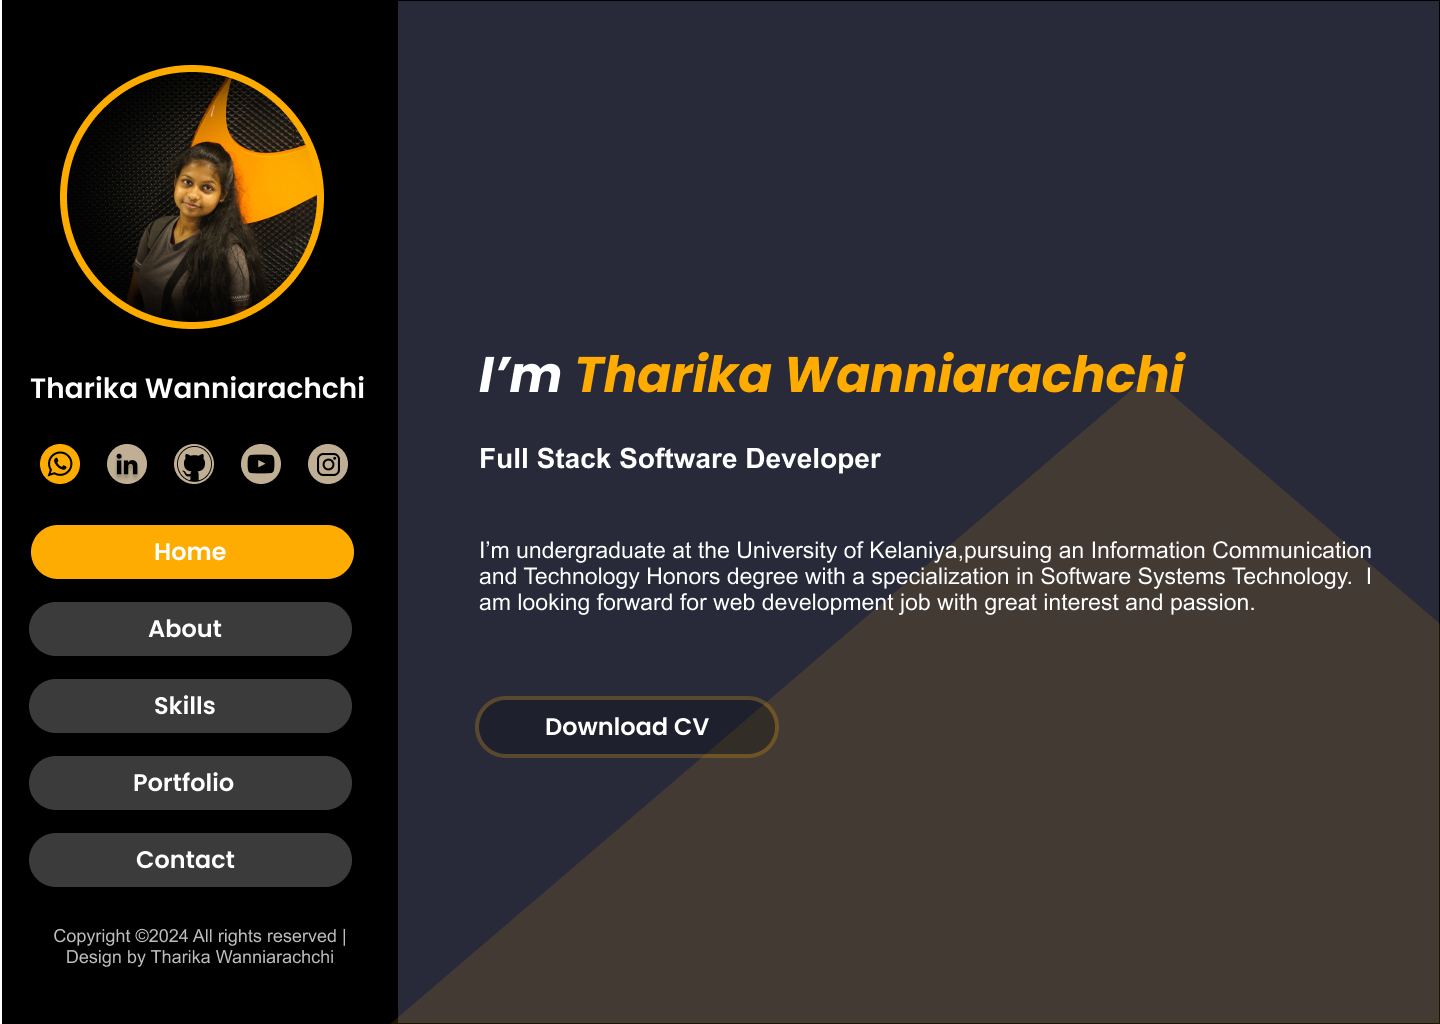 Tharika Wanniarachchi
Home
About
Skills
Portfolio
Contact
Copyright ©2024 All rights reserved |
Design by Tharika Wanniarachchi
I’m Tharika Wanniarachchi
Full Stack Software Developer
I’m undergraduate at the University of Kelaniya,pursuing an Information Communication
and Technology Honors degree with a specialization in Software Systems Technology.  I
am looking forward for web development job with great interest and passion.
Download CV